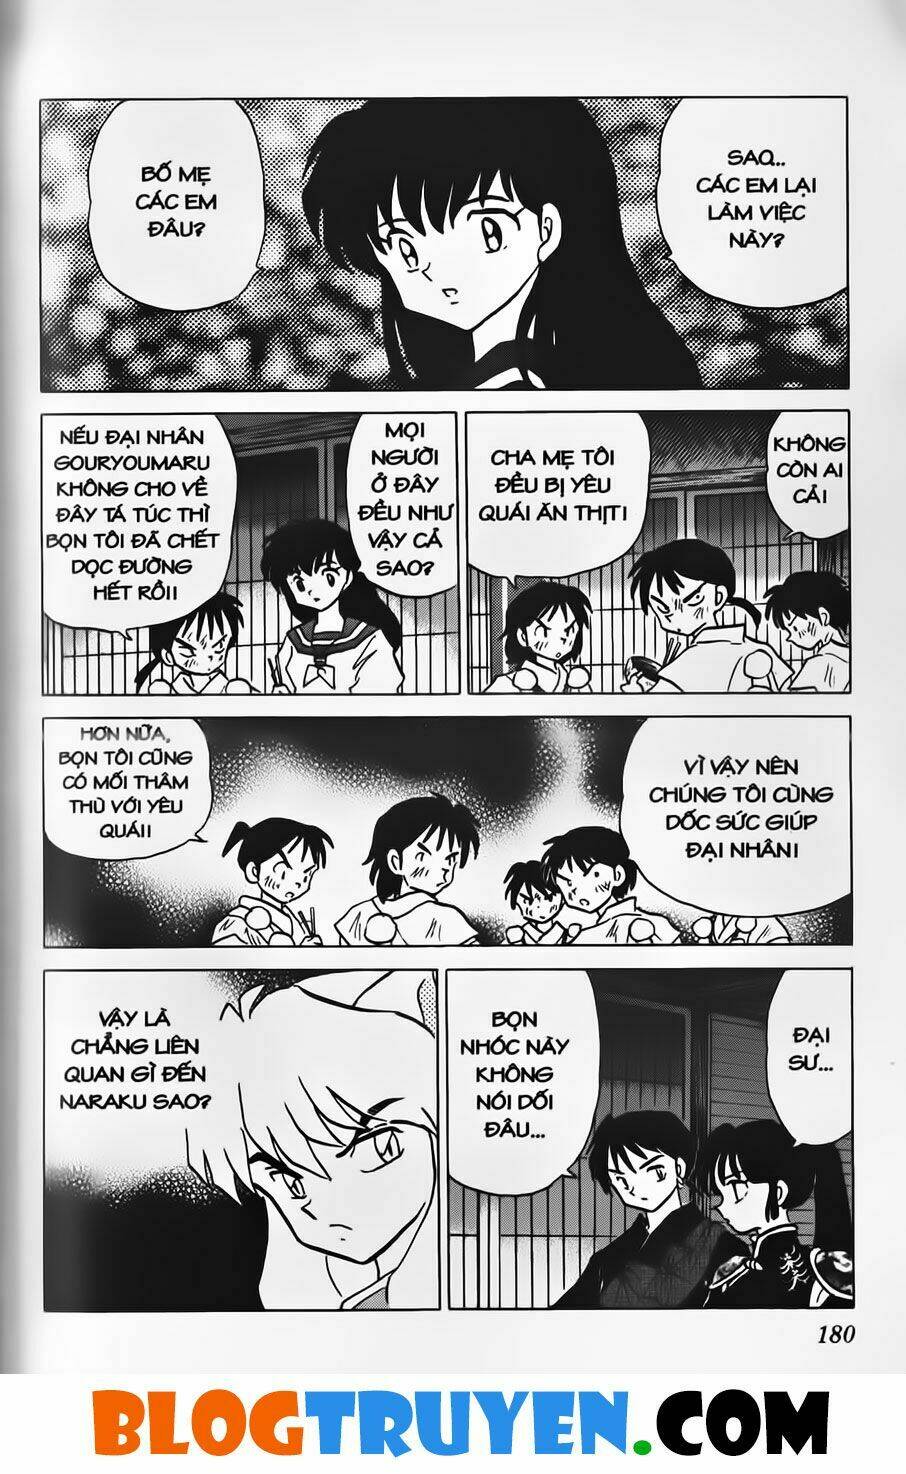 SAO..
CÁC EM LẠI
LÀM VIỆC
NÀY?
BỐ MẸ
CÁC EM
ĐÂU?
KHÔNG
CÒN AI
CẢ!
CHA MẸ TÔI
ĐỀU BỊ YÊU
QUÁI ĂN THỊT!
MỌI
NGƯỜI
Ở ĐÂY
ĐỀU NHƯ
VẬY CẢ
SAO?
NẾU ĐẠI NHÂN
GOURYOUMARU
KHÔNG CHO VỀ
ĐÂY TÁ TÚC THÌ
BỌN TÔI ĐÃ CHẾT
DỌC ĐƯỜNG
HẾT RỒI!
VÌ VẬY NÊN
CHÚNG TÔI CÙNG
DỐC SỨC GIÚP
ĐẠI NHÂN!
HƠN NỮA,
BỌN TÔI CŨNG
CÓ MỐI THÂM
THÙ VỚI YÊU
QUÁI!
ĐẠI
SƯ...
BỌN
NHÓC NÀY
KHÔNG
NÓI DỐI
ĐÂU...
VẬY LÀ
CHẲNG LIÊN
QUAN GÌ ĐẾN
NARAKU SAO?
180
BLOGTRUYEN.COM